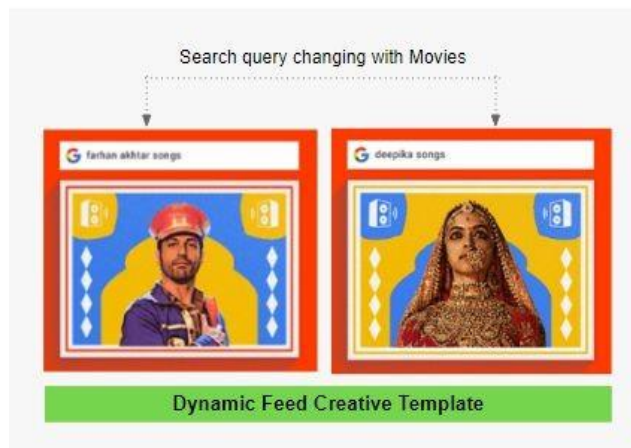 Search query changing with Movies
farhan akhtar songs
deepika songs
Dynamic Feed Creative Template